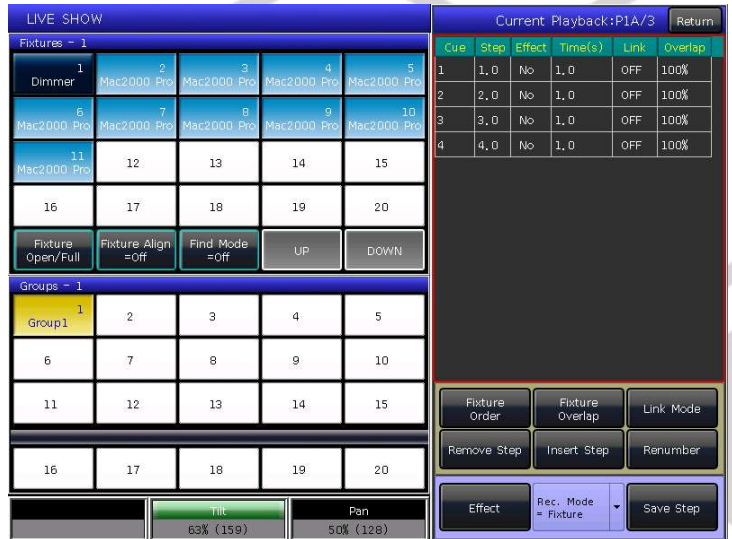 LIVE SHOW
Fixtures - 1
1
Dimmer
2
Mac2000 Pro
3
Mac2000 Pro
4
Mac2000 Pro
5
Mac2000 Pro
6
Mac2000 Pro
7
Mac2000 Pro
8
Mac2000 Pro
9
Mac2000 Pro
10
Mac2000 Pro
11
Mac2000 Pro
12
13
14
15
16
17
18
19
20
Fixture
Open/Full
Fixture Align
=Off
Find Mode
=Off
UP
DOWN
Groups - 1
1
Group1
2
3
4
5
6
7
8
9
10
11
12
13
14
15
16
17
18
19
20
Tilt
63% (159)
Pan
50% (128)
Current Playback:P1A/3
Return
Cue Step Effect Time(s) Link Overlap
1 1.0 No 1.0 OFF 100%
2 2.0 No 1.0 OFF 100%
3 3.0 No 1.0 OFF 100%
4 4.0 No 1.0 OFF 100%
Fixture
Order
Fixture
Overlap
Link Mode
Remove Step
Insert Step
Renumber
Effect
Rec. Mode
= Fixture
Save Step